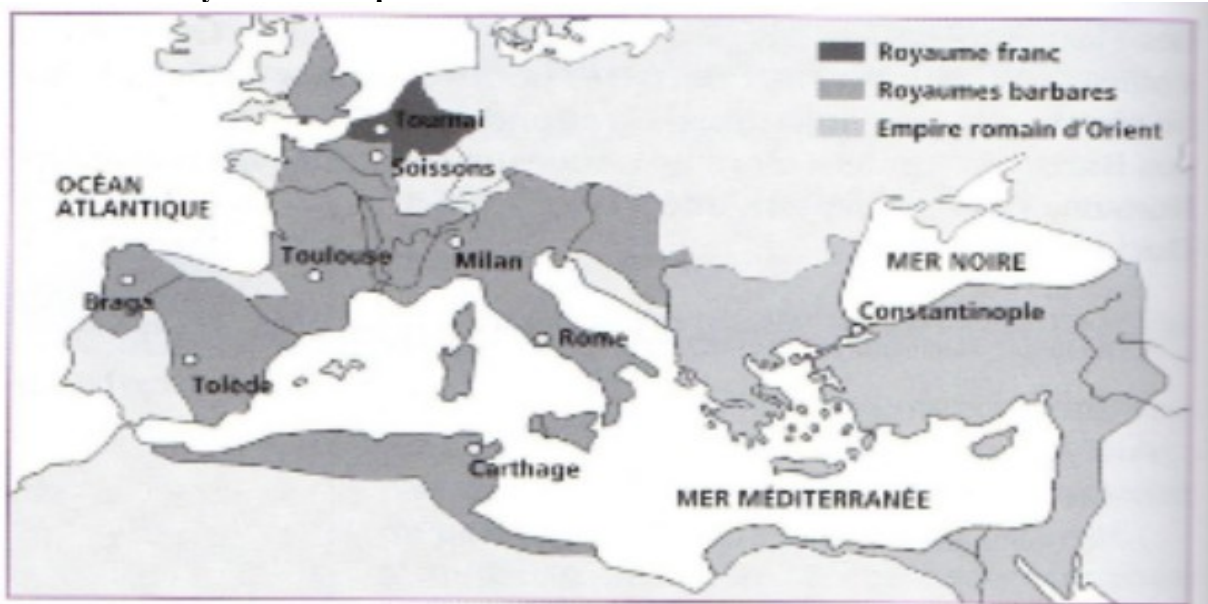 Royaume franc
Royaumes barbares
Empire romain d'Orient
Tournai
Soissons
OCÉAN
ATLANTIQUE
Toulouse
Milan
MER NOIRE
Braga
Constantinople
Rome
Tolède
Carthage
MER MÉDITERRANÉE